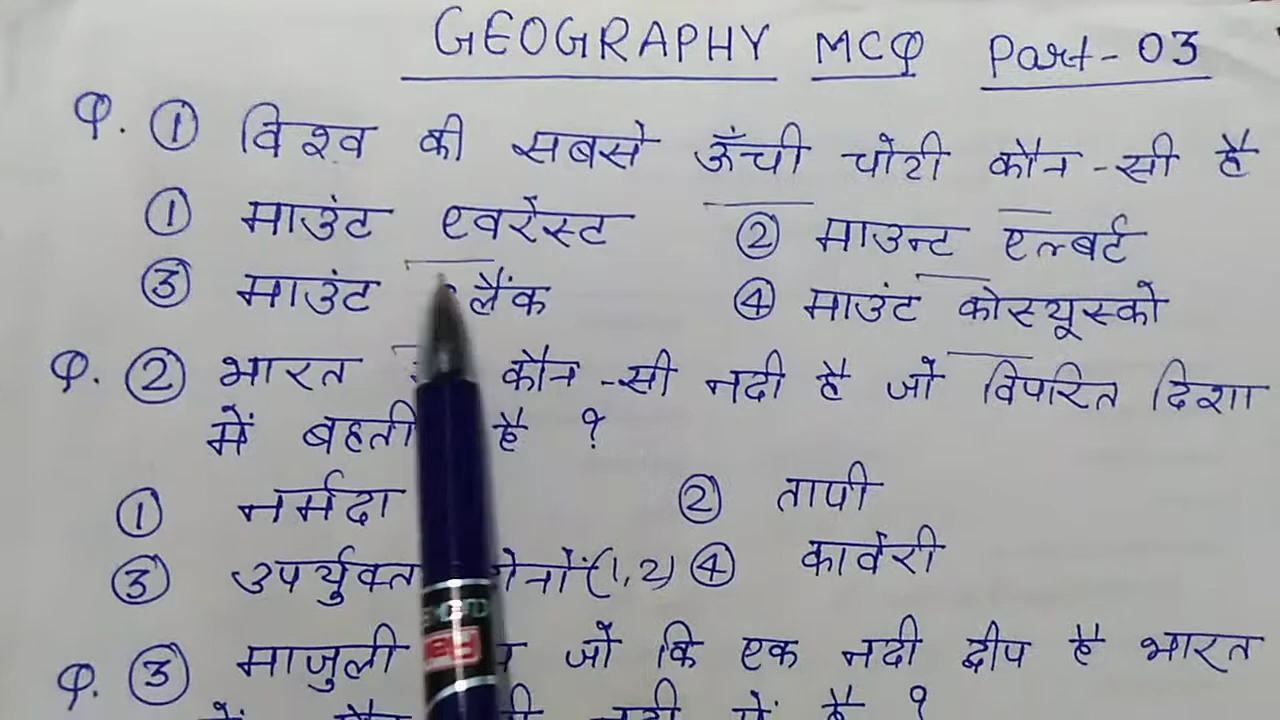 GEOGRAPHY MCQ Part-03
Q. ① विश्व की सबसे ऊँची चोटी कौन-सी है
① माउंट एवरेस्ट ② माउन्ट एल्बर्ट
③ माउंट ④ माउंट कोस्यूस्को
Q. ② भारत कौन-सी नदी है जो विपरित दिशा
में बहती है ?
① नर्मदा ② तापी
③ उपर्युक्त (1,2) ④ कावेरी
Q. ③ माजुली जो कि एक नदी द्वीप है भारत
नदी में है ?